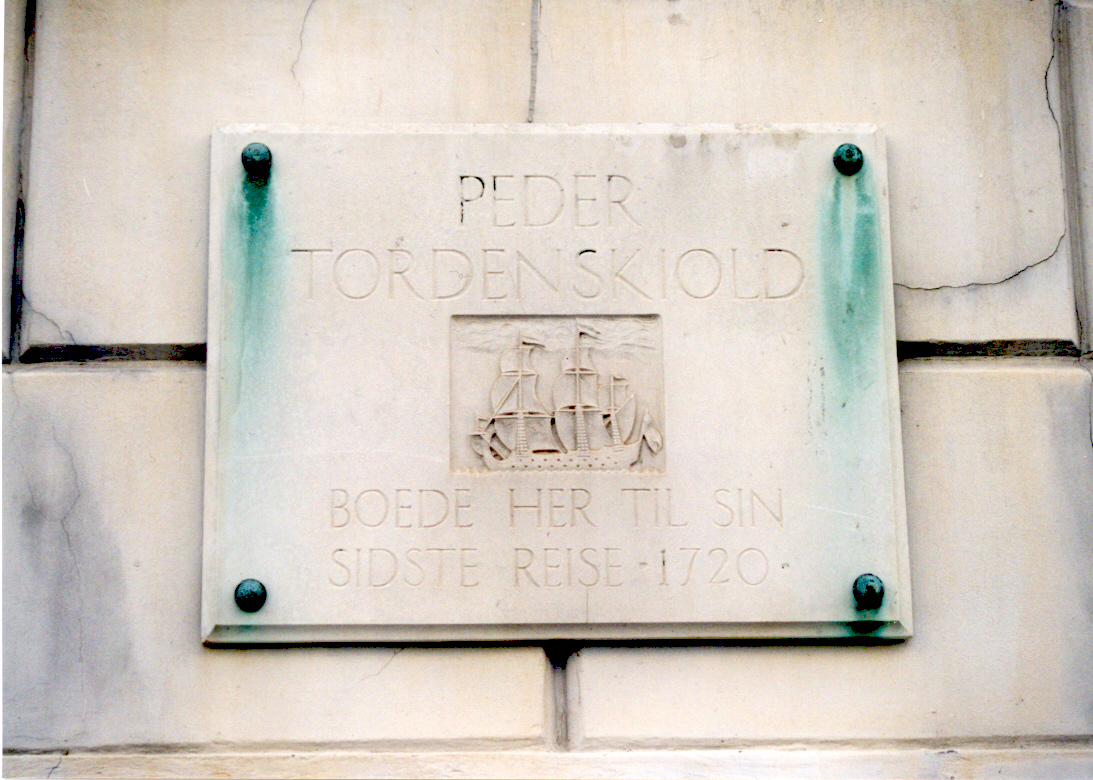 PEDER
TORDENSKIOLD
BOEDE HER TIL SIN
SIDSTE REISE · 1720 ·